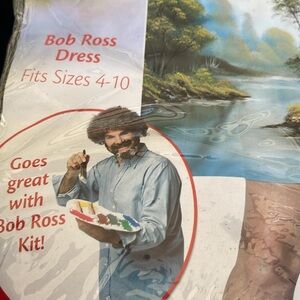 Bob Ross
Dress
Fits Sizes 4-10
Goes
great
with
Bob Ross
Kit!